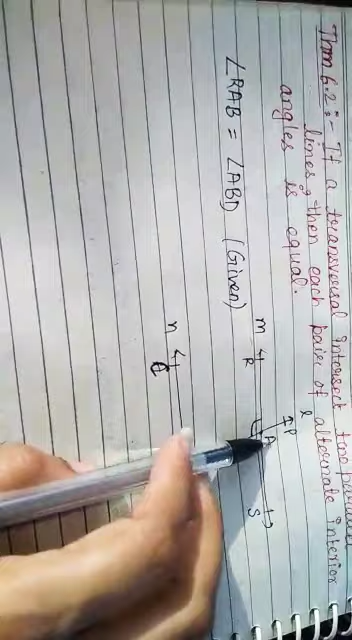 Thm 6.2:- If a transversal intersect two parallel
lines, then each pair of alternate interior
angles is equal.
∠RAB = ∠ABD (Given)
l P
m R A S
n C